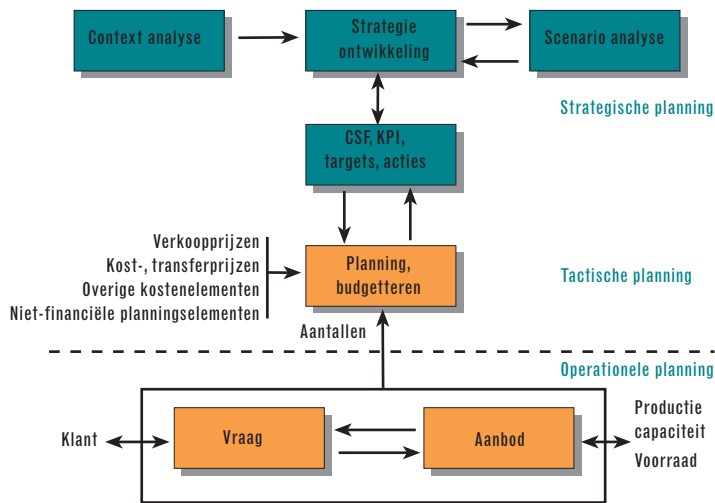 Context analyse
Strategie
ontwikkeling
Scenario analyse
Strategische planning
CSF, KPI,
targets, acties
Verkoopprijzen
Kost-, transferprijzen
Overige kostenelementen
Niet-financiële planningselementen
Planning,
budgetteren
Tactische planning
Aantallen
Operationele planning
Klant
Vraag
Aanbod
Productie
capaciteit
Voorraad